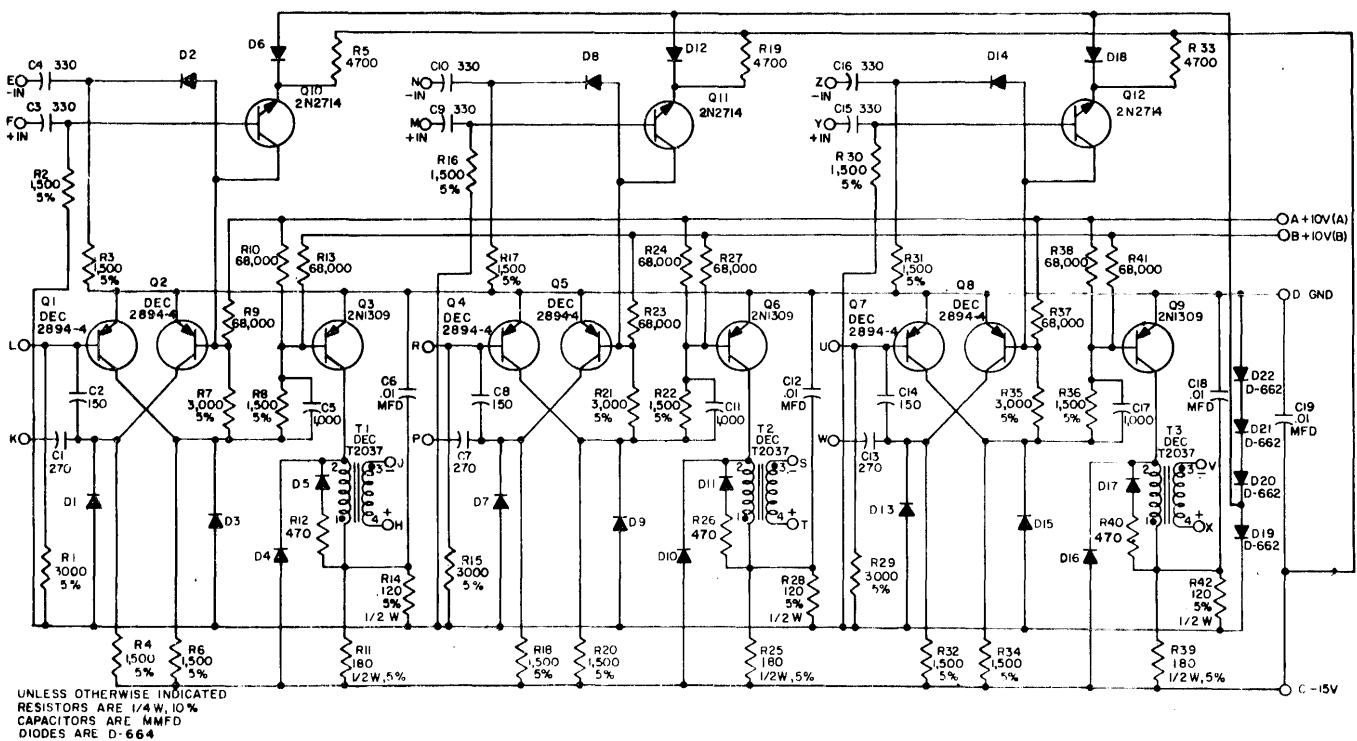 D6
D2
R5
4700
Q10
2N2714
E
-IN
C4 330
F
+IN
C3 330
R2
1,500
5%
D12
D8
R19
4700
Q11
2N2714
N
-IN
C10 330
M
+IN
C9 330
R16
1,500
5%
D18
D14
R33
4700
Q12
2N2714
Z
-IN
C16 330
Y
+IN
C15 330
R30
1,500
5%
A+10V(A)
B+10V(B)
D GND
R3
1,500
5%
Q2
DEC
2894-4
Q1
DEC
2894-4
R9
68,000
R10
68,000
R13
68,000
Q3
2N1309
L
C2
150
K
C1
270
R7
3,000
5%
R8
1,500
5%
C5
1,000
C6
.01
MFD
T1
DEC
T2037
2
3
J
-
1
4
+
H
D1
D3
D5
R12
470
D4
R1
3000
5%
R14
120
5%
1/2 W
R4
1,500
5%
R6
1,500
5%
R11
180
1/2W, 5%
R17
1,500
5%
Q5
DEC
2894-4
Q4
DEC
2894-4
R23
68,000
R24
68,000
R27
68,000
Q6
2N1309
R
C8
150
P
C7
270
R21
3,000
5%
R22
1,500
5%
C11
1,000
C12
.01
MFD
T2
DEC
T2037
2
3
S
-
1
4
+
T
D7
D9
D11
R26
470
D10
R15
3000
5%
R28
120
5%
1/2 W
R18
1,500
5%
R20
1,500
5%
R25
180
1/2W, 5%
R31
1,500
5%
Q8
DEC
2894-4
Q7
DEC
2894-4
R37
68,000
R38
68,000
R41
68,000
Q9
2N1309
U
C14
150
W
C13
270
R35
3,000
5%
R36
1,500
5%
C17
1,000
C18
.01
MFD
T3
DEC
T2037
2
3
V
-
1
4
+
X
D13
D15
D17
R40
470
D16
R29
3,000
5%
R42
120
5%
1/2 W
R32
1,500
5%
R34
1,500
5%
R39
180
1/2W, 5%
D22
D-662
D21
D-662
D20
D-662
D19
D-662
C19
.01
MFD
C -15V
UNLESS OTHERWISE INDICATED
RESISTORS ARE 1/4 W, 10%
CAPACITORS ARE MMFD
DIODES ARE D-664